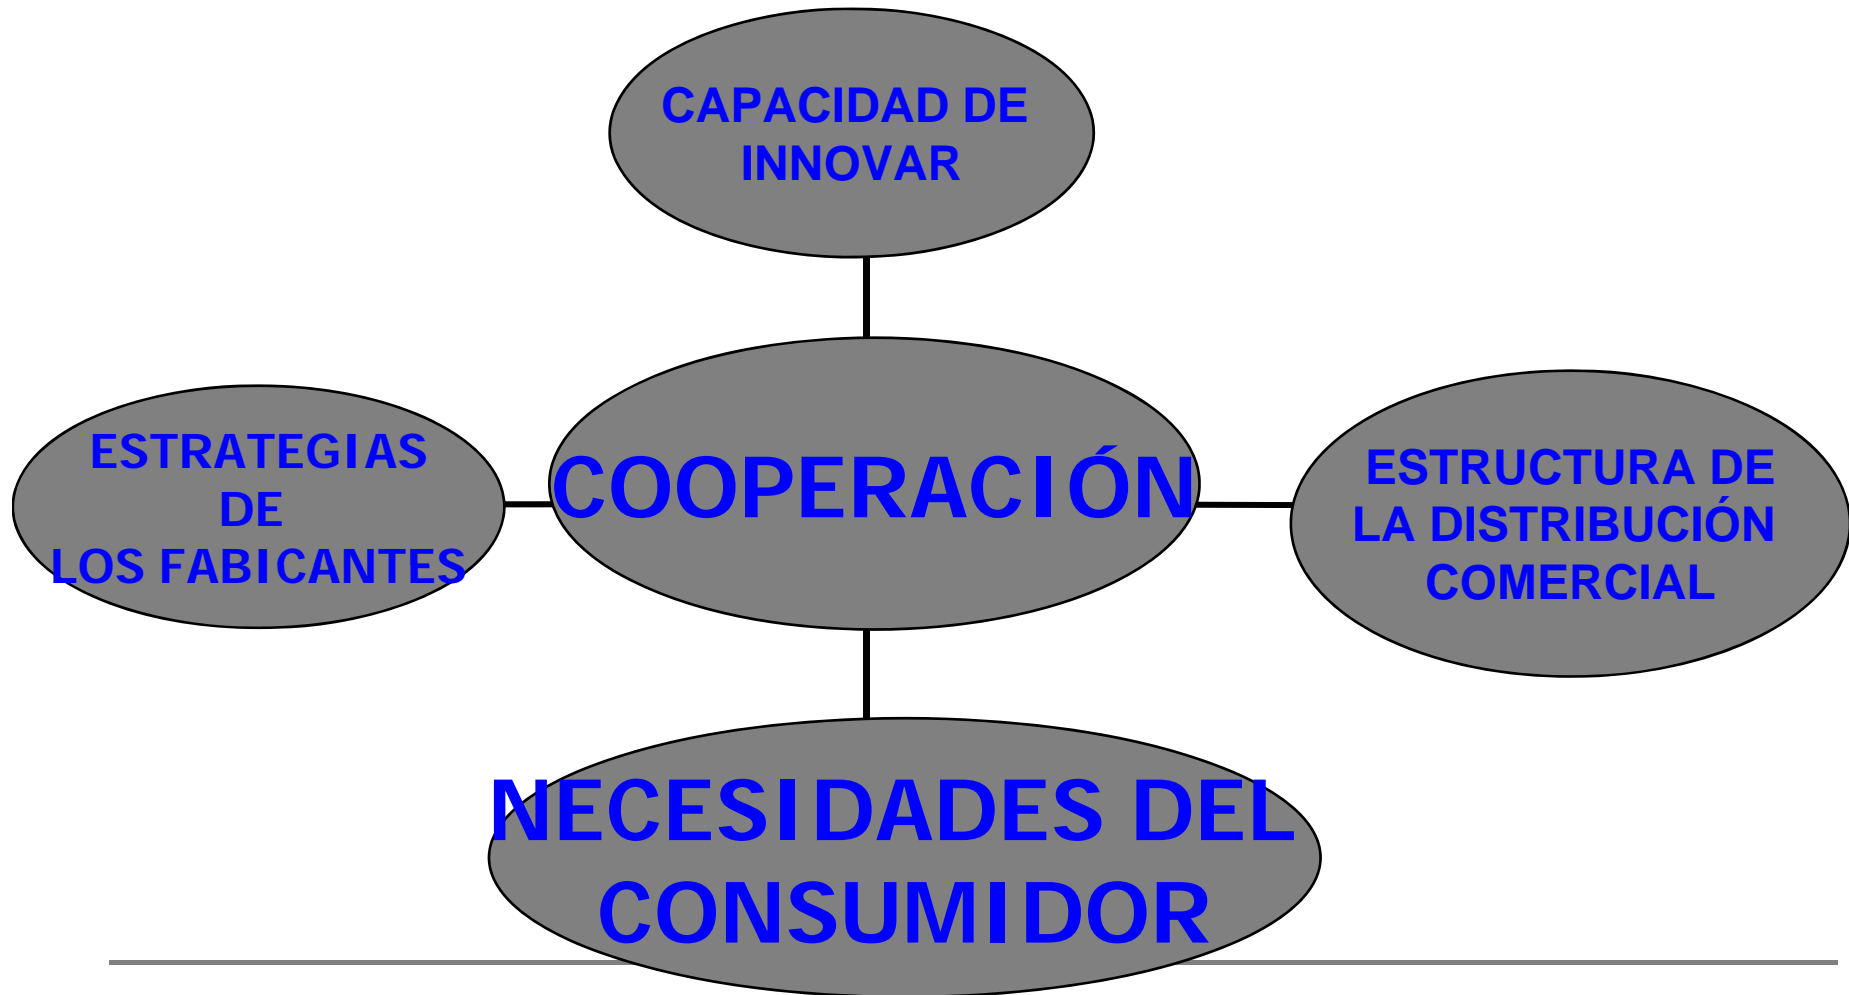 CAPACIDAD DE
INNOVAR
ESTRATEGIAS
DE
LOS FABICANTES
COOPERACIÓN
ESTRUCTURA DE
LA DISTRIBUCIÓN
COMERCIAL
NECESIDADES DEL
CONSUMIDOR